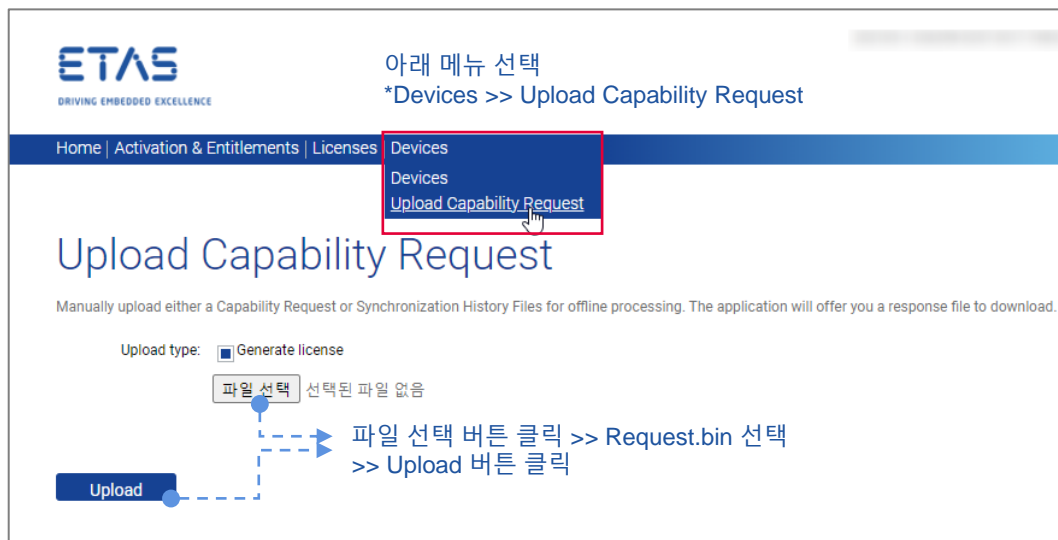 ETAS
DRIVING EMBEDDED EXCELLENCE
아래 메뉴 선택
*Devices >> Upload Capability Request
Home | Activation & Entitlements | Licenses | Devices
Devices
Upload Capability Request
Upload Capability Request
Manually upload either a Capability Request or Synchronization History Files for offline processing. The application will offer you a response file to download.
Upload type: Generate license
파일 선택 선택된 파일 없음
파일 선택 버튼 클릭 >> Request.bin 선택
>> Upload 버튼 클릭
Upload